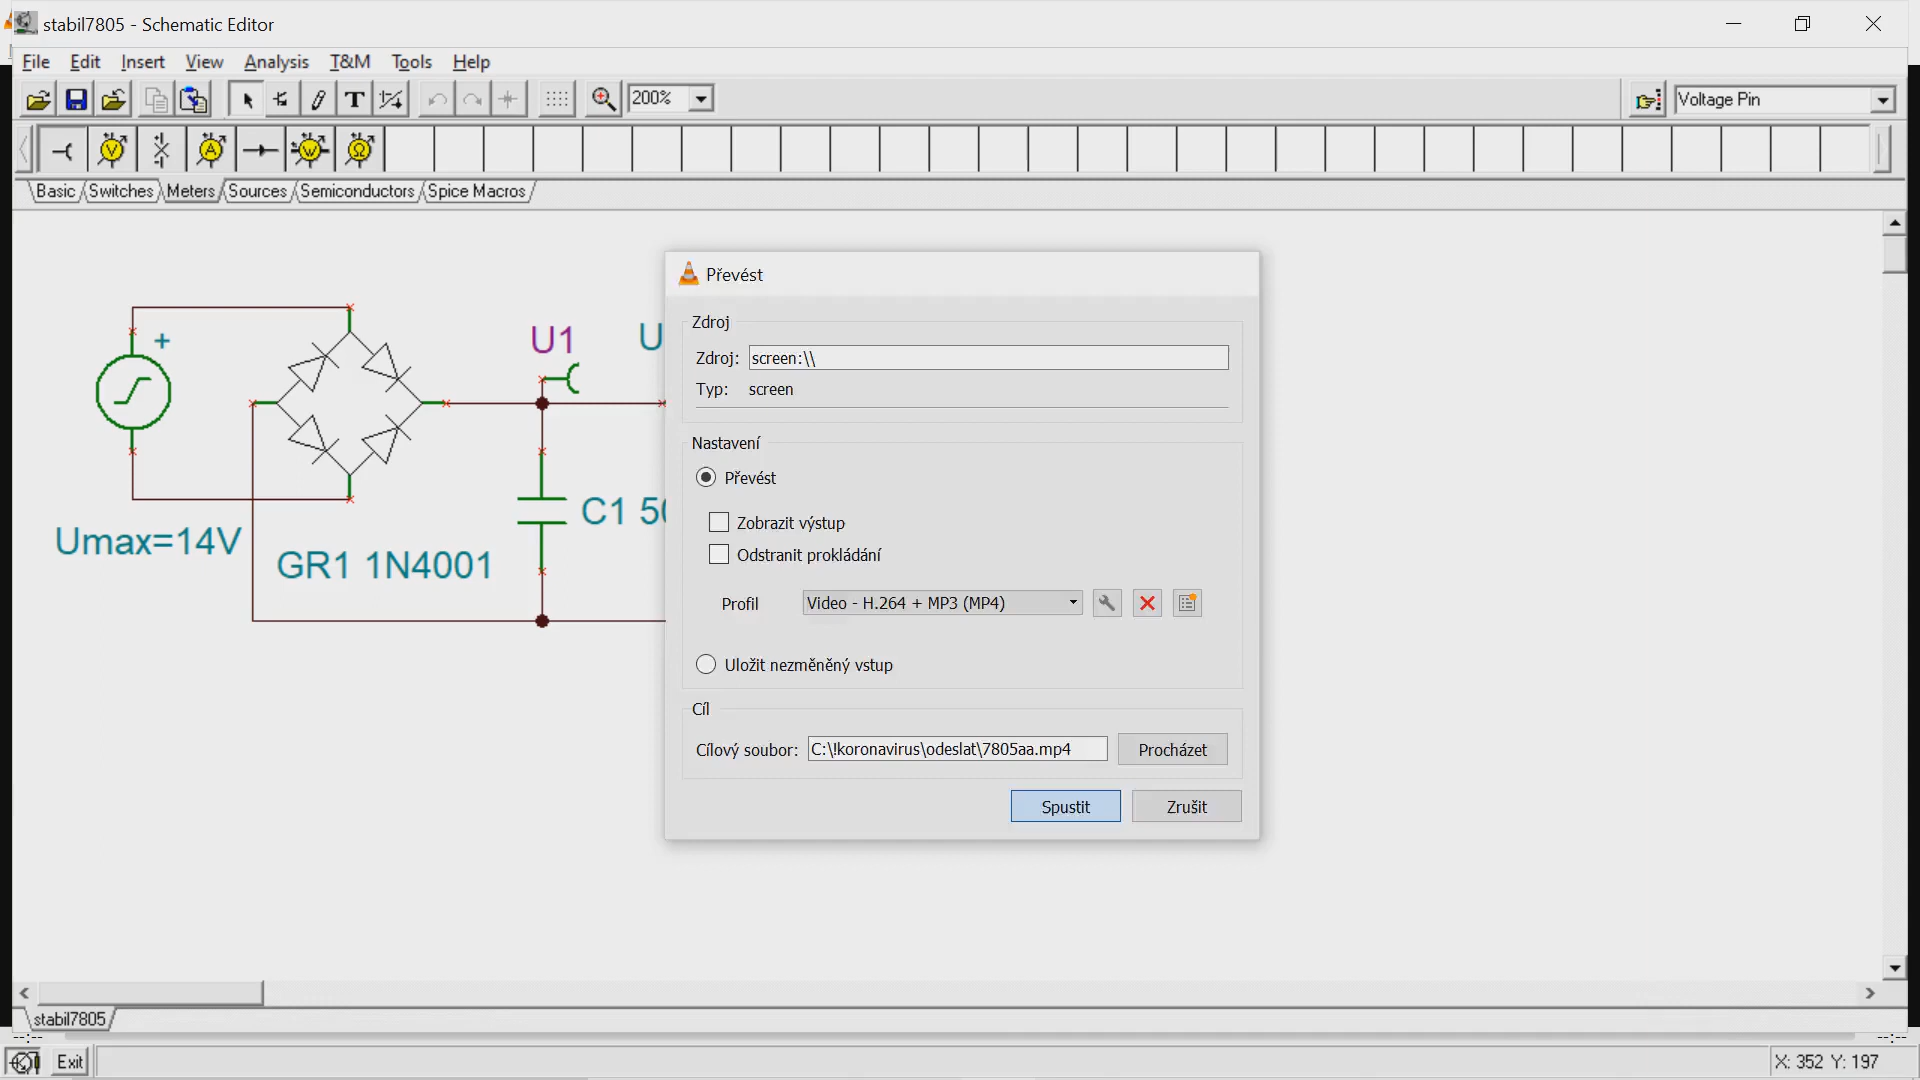 stabil7805 - Schematic Editor
File Edit Insert View Analysis T&M Tools Help
T 200% Voltage Pin
V A W Ω
Basic Switches Meters Sources Semiconductors Spice Macros
Převést
Zdroj
Zdroj: screen:\\
Typ: screen
Nastavení
Převést
Zobrazit výstup
Odstranit prokládání
Profil Video - H.264 + MP3 (MP4)
Uložit nezměněný vstup
Cíl
Cílový soubor: C:\!koronavirus\odeslat\7805aa.mp4 Procházet
Spustit Zrušit
+
U1 U
C1 50
Umax=14V
GR1 1N4001
stabil7805
--:-- --:--
Exit X: 352 Y: 197